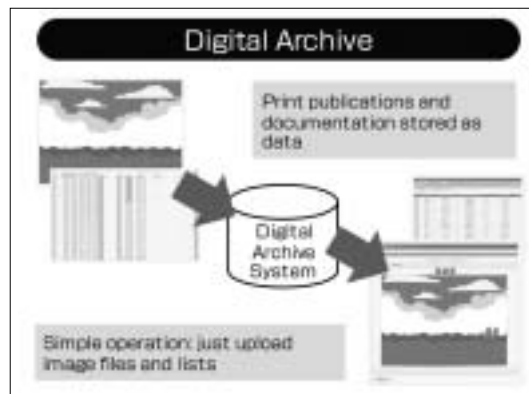 Digital Archive
Print publications and
documentation stored as
data
Digital
Archive
System
Simple operation: just upload
image files and lists